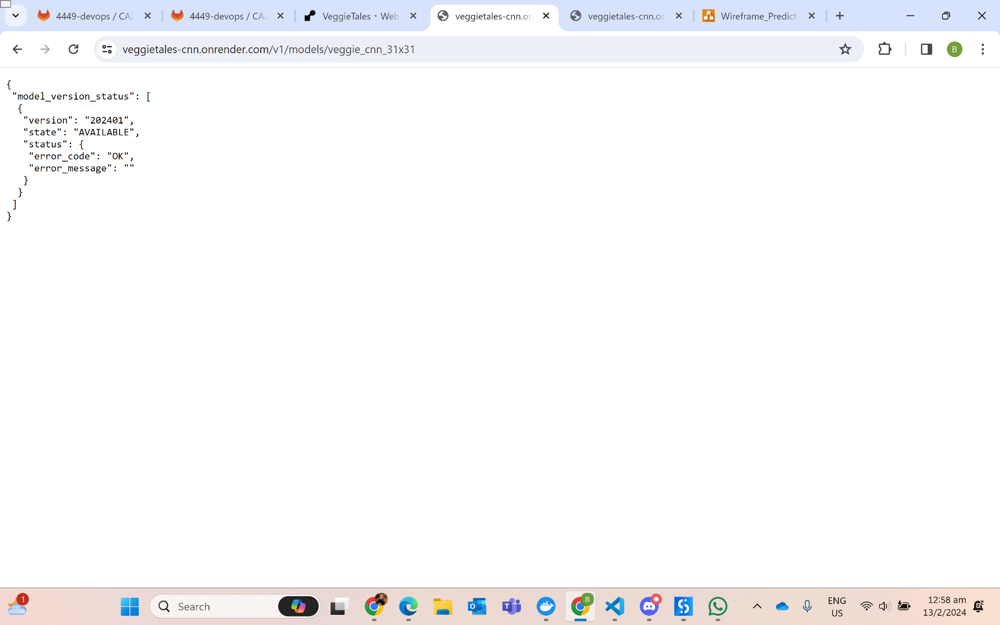 4449-devops / CA2
4449-devops / CA2
VeggieTales · Web
veggietales-cnn.on
veggietales-cnn.on
Wireframe_Predicti
veggietales-cnn.onrender.com/v1/models/veggie_cnn_31x31
B
{
"model_version_status": [
{
"version": "202401",
"state": "AVAILABLE",
"status": {
"error_code": "OK",
"error_message": ""
}
}
]
}
1
Search
B
ENG
US
12:58 am
13/2/2024